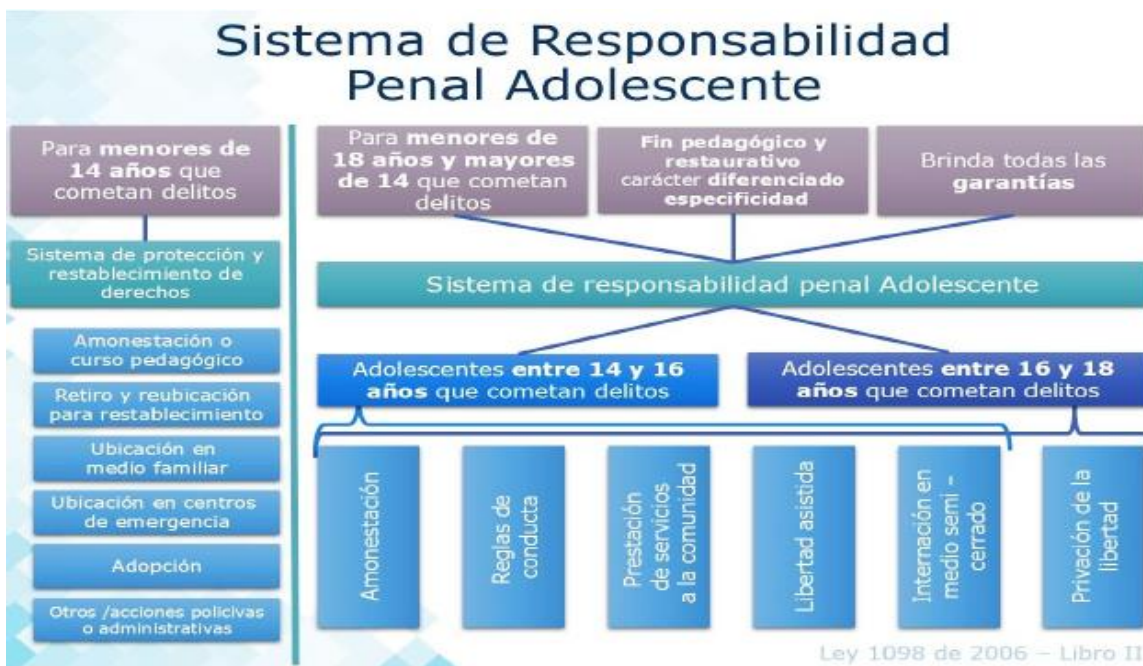 Sistema de Responsabilidad
Penal Adolescente
Para menores de
14 años que
cometan delitos
Sistema de protección y
restablecimiento de
derechos
Amonestación o
curso pedagógico
Retiro y reubicación
para restablecimiento
Ubicación en
medio familiar
Ubicación en centros
de emergencia
Adopción
Otros /acciones policivas
o administrativas
Para menores de
18 años y mayores
de 14 que cometan
delitos
Fin pedagógico y
restaurativo
carácter diferenciado
especificidad
Brinda todas las
garantías
Sistema de responsabilidad penal Adolescente
Adolescentes entre 14 y 16
años que cometan delitos
Adolescentes entre 16 y 18
años que cometan delitos
Amonestación
Reglas de
conducta
Prestación
de servicios
a la comunidad
Libertad asistida
Internación en
medio semi –
cerrado
Privación de la
libertad
Ley 1098 de 2006 – Libro II